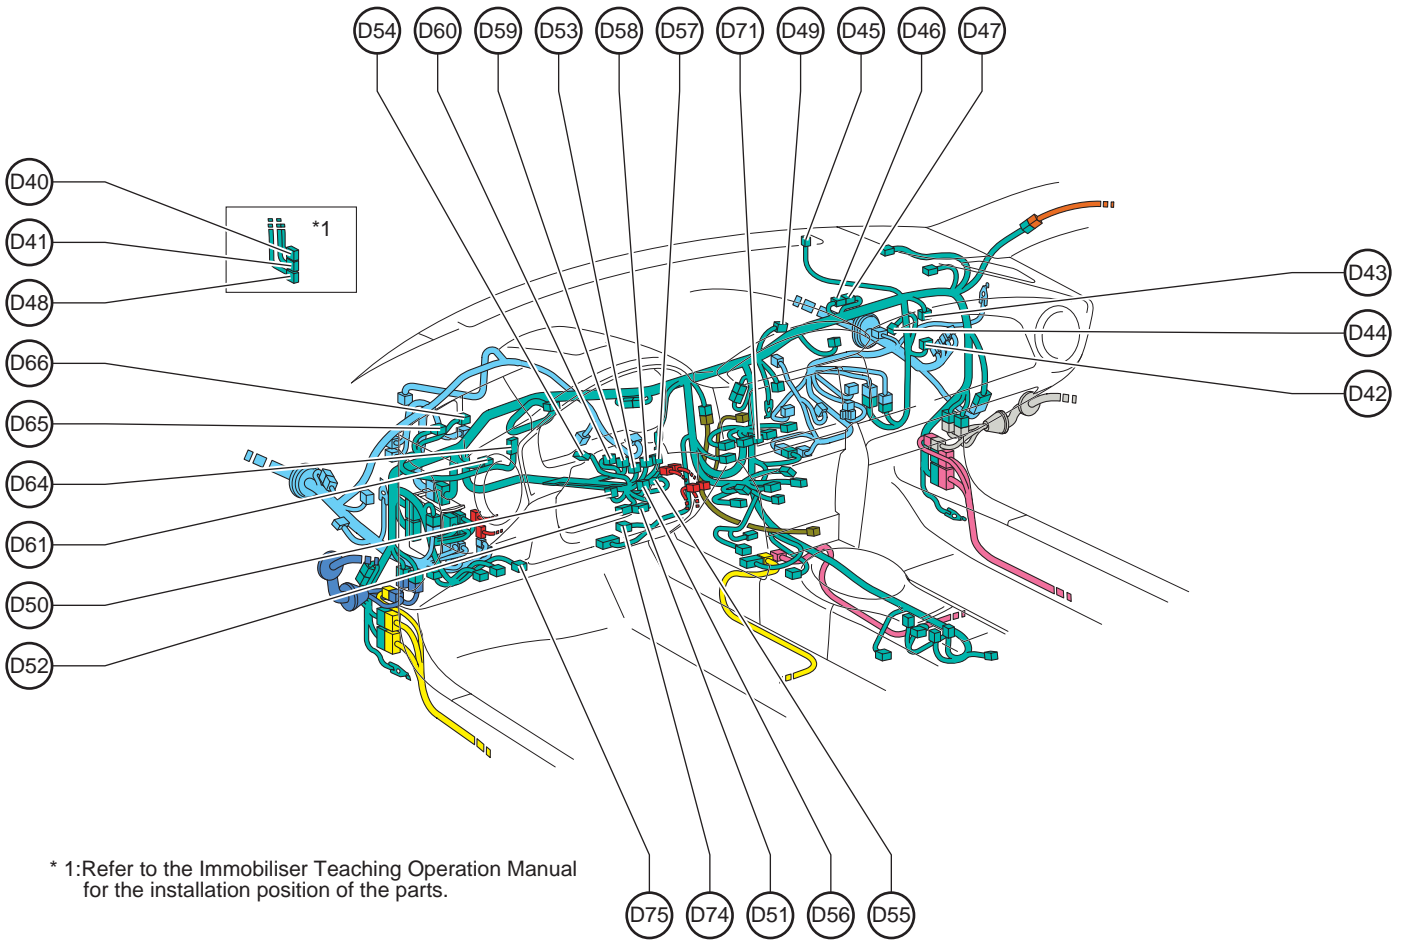 D54 D60 D59 D53 D58 D57 D71 D49 D45 D46 D47
D40
*1
D41
D48
D43
D44
D66
D42
D65
D64
D61
D50
D52
* 1:Refer to the Immobiliser Teaching Operation Manual
for the installation position of the parts.
D75 D74 D51 D56 D55